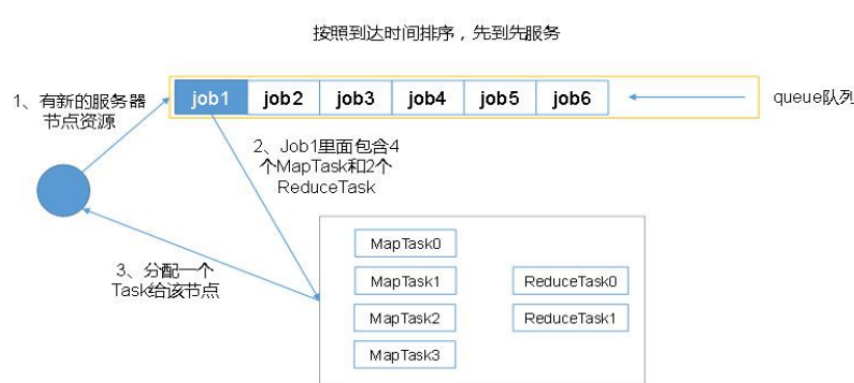 按照到达时间排序，先到先服务
1、有新的服务器
节点资源
job1 job2 job3 job4 job5 job6
queue队列
2、Job1里面包含4
个MapTask和2个
ReduceTask
3、分配一个
Task给该节点
MapTask0
MapTask1
ReduceTask0
MapTask2
ReduceTask1
MapTask3